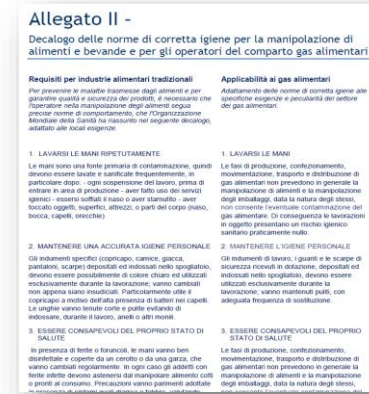 Allegato II -
Decalogo delle norme di corretta igiene per la manipolazione di
alimenti e bevande e per gli operatori del comparto gas alimentari
Requisiti per industrie alimentari tradizionali
Per prevenire le malattie trasmesse dagli alimenti e per
garantire qualità e sicurezza dei prodotti, è necessario che
l'operatore nella manipolazione degli alimenti segua
precise norme di comportamento, che l'Organizzazione
Mondiale della Sanità ha riassunto nel seguente decalogo,
adattato alle locali esigenze.
1. LAVARSI LE MANI RIPETUTAMENTE
Le mani sono una fonte primaria di contaminazione, quindi
devono essere lavate e sanificate frequentemente, in
particolare dopo: - ogni sospensione del lavoro, prima di
entrare in area di produzione - aver fatto uso dei servizi
igienici - essersi soffiati il naso o aver starnutito - aver
toccato oggetti, superfici, attrezzi, o parti del corpo (naso,
bocca, capelli, orecchie)
2. MANTENERE UNA ACCURATA IGIENE PERSONALE
Gli indumenti specifici (copricapo, camice, giacca,
pantaloni, scarpe) depositati ed indossati nello spogliatoio,
devono essere possibilmente di colore chiaro ed utilizzati
esclusivamente durante la lavorazione; vanno cambiati
non appena siano insudiciati. Particolarmente utile il
copricapo a motivo dell'alta presenza di batteri nei capelli.
Le unghie vanno tenute corte e pulite evitando di
indossare, durante il lavoro, anelli o altri monili.
3. ESSERE CONSAPEVOLI DEL PROPRIO STATO DI
SALUTE
In presenza di ferite o foruncoli, le mani vanno ben
disinfettate e coperte da un cerotto o da una garza, che
vanno cambiati regolarmente. In ogni caso gli addetti con
ferite infette devono astenersi dal manipolare alimento cotti
o pronti al consumo. Precauzioni vanno parimenti adottate
Applicabilità ai gas alimentari
Adattamento delle norme di corretta igiene alle
specifiche esigenze e peculiarità del settore
dei gas alimentari.
1. LAVARSI LE MANI
Le fasi di produzione, confezionamento,
movimentazione, trasporto e distribuzione di
gas alimentari non prevedono in generale la
manipolazione di alimenti e la manipolazione
degli imballaggi, data la natura degli stessi,
non consente l'eventuale contaminazione del
gas alimentare. Di conseguenza le lavorazioni
in oggetto presentano un rischio igienico
sanitario praticamente nullo.
2. MANTENERE L'IGIENE PERSONALE
Gli indumenti di lavoro, i guanti e le scarpe di
sicurezza ricevuti in dotazione, depositati ed
indossati nello spogliatoio, devono essere
utilizzati esclusivamente durante la
lavorazione; vanno mantenuti puliti, con
adeguata frequenza di sostituzione.
3. ESSERE CONSAPEVOLI DEL PROPRIO
STATO DI SALUTE
Le fasi di produzione, confezionamento,
movimentazione, trasporto e distribuzione di
gas alimentari non prevedono in generale la
manipolazione di alimenti e la manipolazione
degli imballaggi, data la natura degli stessi,